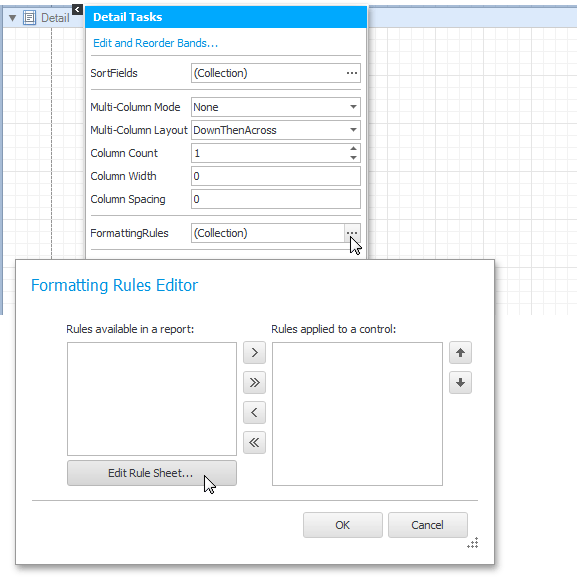 Detail
Detail Tasks
Edit and Reorder Bands...
SortFields (Collection) ...
Multi-Column Mode None
Multi-Column Layout DownThenAcross
Column Count 1
Column Width 0
Column Spacing 0
FormattingRules (Collection) ...
Formatting Rules Editor
Rules available in a report: Rules applied to a control:
Edit Rule Sheet...
OK Cancel